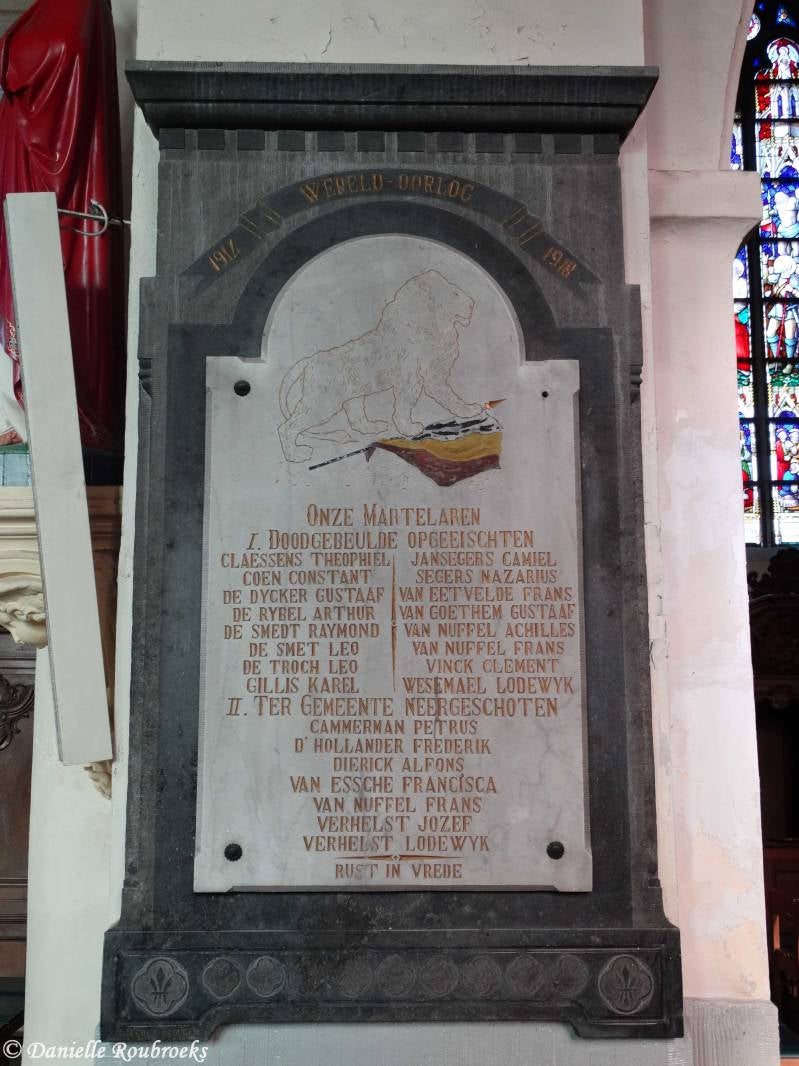 WERELD-OORLOG
1914 1918
ONZE MARTELAREN
I. DOODGEBEULDE OPGEEISCHTEN
CLAESSENS THEOPHIEL JANSEGERS CAMIEL
COEN CONSTANT SEGERS NAZARIUS
DE DYCKER GUSTAAF VAN EETVELDE FRANS
DE RYBEL ARTHUR VAN GOETHEM GUSTAAF
DE SMEDT RAYMOND VAN NUFFEL ACHILLES
DE SMET LEO VAN NUFFEL FRANS
DE TROCH LEO VINCK CLEMENT
GILLIS KAREL WESEMAEL LODEWYK
II. TER GEMEENTE NEERGESCHOTEN
CAMMERMAN PETRUS
D'HOLLANDER FREDERIK
DIERICK ALFONS
VAN ESSCHE FRANCISCA
VAN NUFFEL FRANS
VERHELST JOZEF
VERHELST LODEWYK
RUST IN VREDE
© Danielle Roubroeks